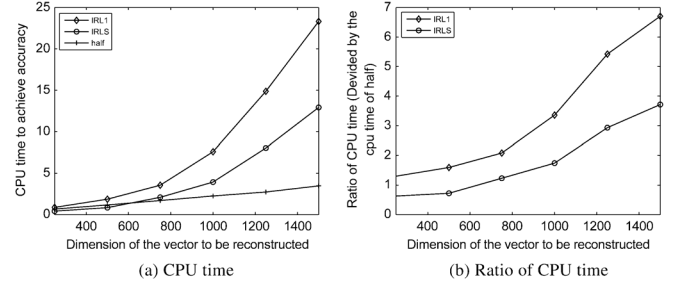 25
20
15
10
5
0
CPU time to achieve accuracy
IRL1
IRLS
half
400 600 800 1000 1200 1400
Dimension of the vector to be reconstructed
(a) CPU time
7
6
5
4
3
2
1
0
Ratio of CPU time (Devided by the
cpu time of half)
IRL1
IRLS
400 600 800 1000 1200 1400
Dimension of the vector to be reconstructed
(b) Ratio of CPU time